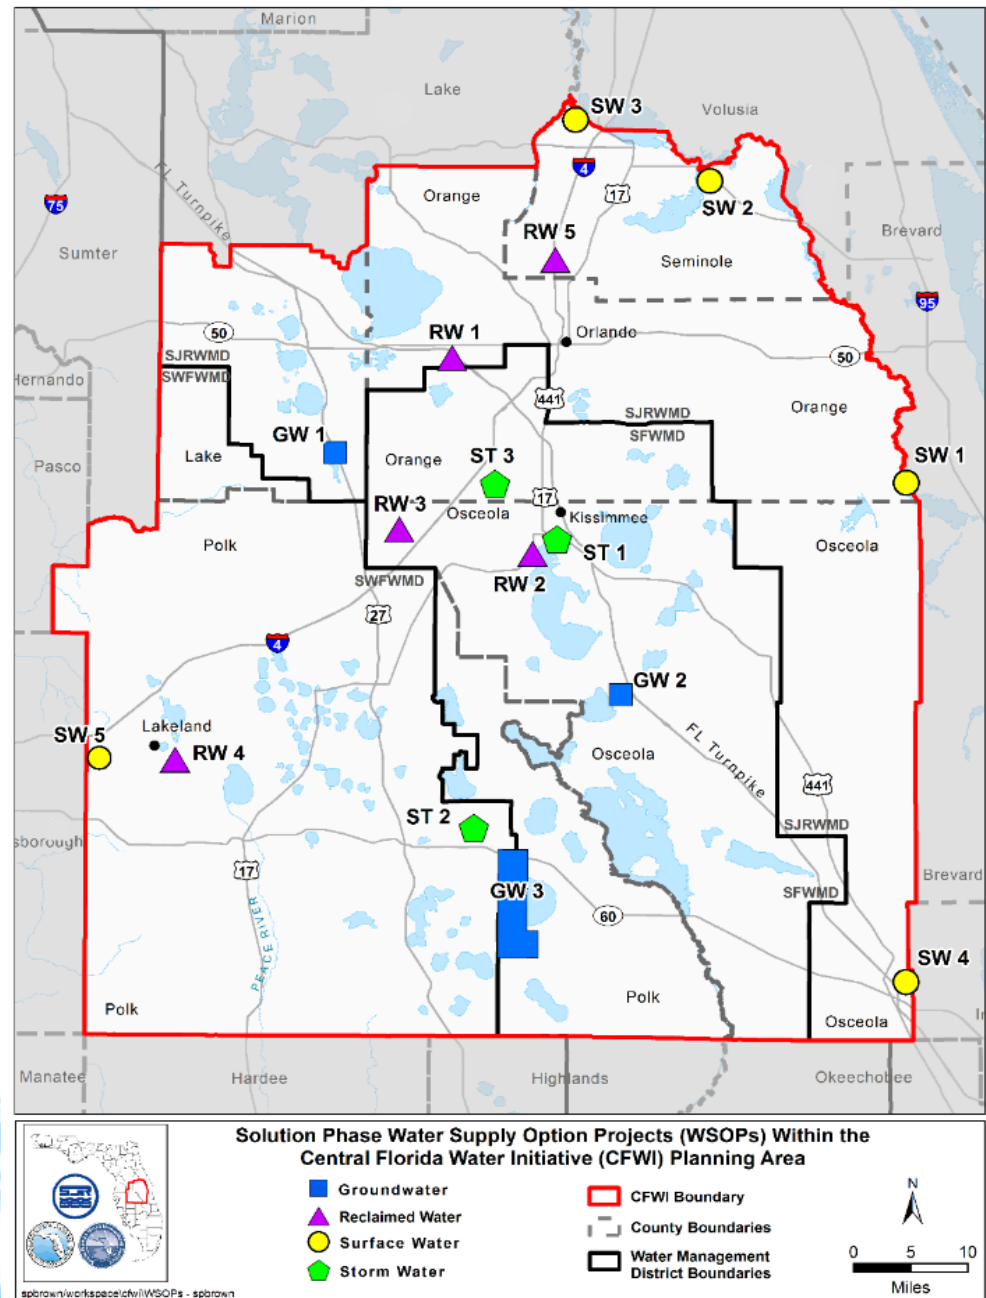 Marion
Lake
SW 3
Volusia
4
FL Turnpike
75
Orange
17
SW 2
RW 5
Brevard
Sumter
Seminole
95
50
RW 1
Orlando
SJRWMD
50
SWFWMD
Hernando
441
Orange
SJRWMD
GW 1
SFWMD
Lake
Orange
ST 3
SW 1
Pasco
17
RW 3
Osceola
Kissimmee
Polk
Osceola
ST 1
SWFWMD
RW 2
27
4
GW 2
Lakeland
SW 5
RW 4
FL Turnpike
Osceola
441
ST 2
SJRWMD
sborough
17
Brevard
GW 3
SFWMD
60
PEACE RIVER
SW 4
Polk
Polk
Osceola
Manatee
Hardee
Highlands
Okeechobee
Solution Phase Water Supply Option Projects (WSOPs) Within the
Central Florida Water Initiative (CFWI) Planning Area
Groundwater
Reclaimed Water
Surface Water
Storm Water
CFWI Boundary
County Boundaries
Water Management
District Boundaries
N
0 5 10
Miles
spbrown/workspace\cfwi\WSOPs - spbrown